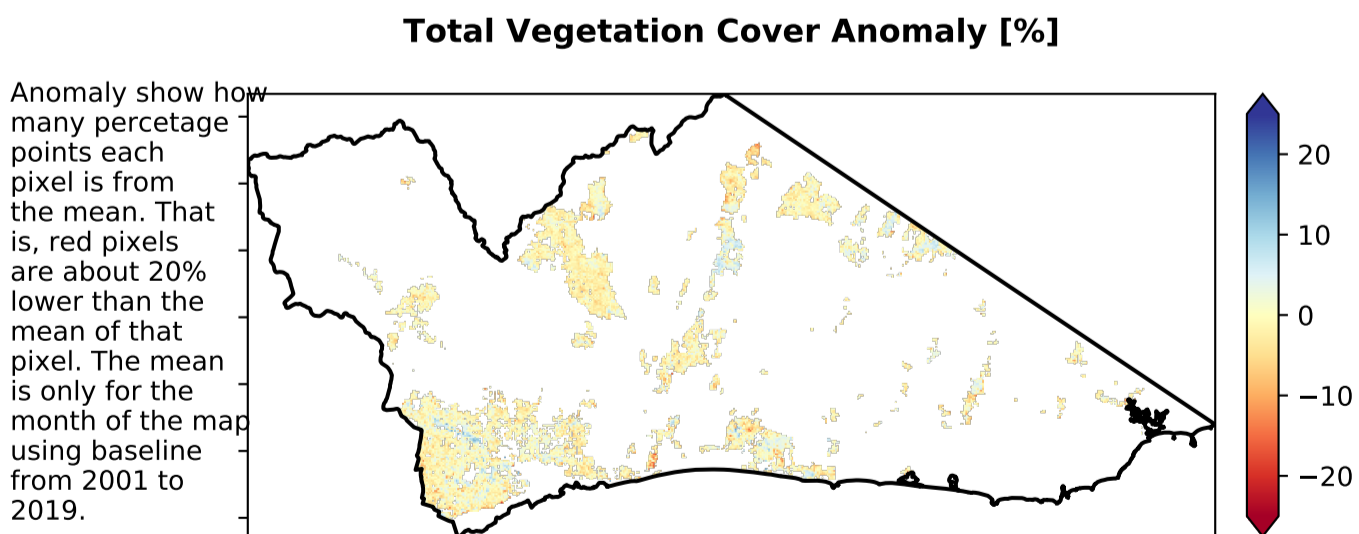 Total Vegetation Cover Anomaly [%]
Anomaly show how
many percetage
points each
pixel is from
the mean. That
is, red pixels
are about 20%
lower than the
mean of that
pixel. The mean
is only for the
month of the map
using baseline
from 2001 to
2019.
20
10
0
−10
−20